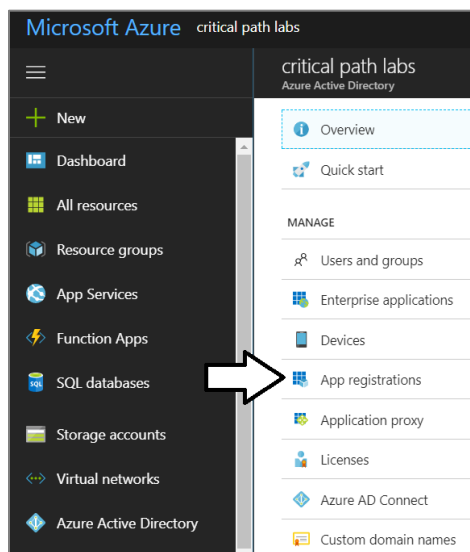 Microsoft Azure critical path labs
critical path labs
Azure Active Directory
New
Dashboard
All resources
Resource groups
App Services
Function Apps
SQL databases
Storage accounts
Virtual networks
Azure Active Directory
Overview
Quick start
MANAGE
Users and groups
Enterprise applications
Devices
App registrations
Application proxy
Licenses
Azure AD Connect
Custom domain names